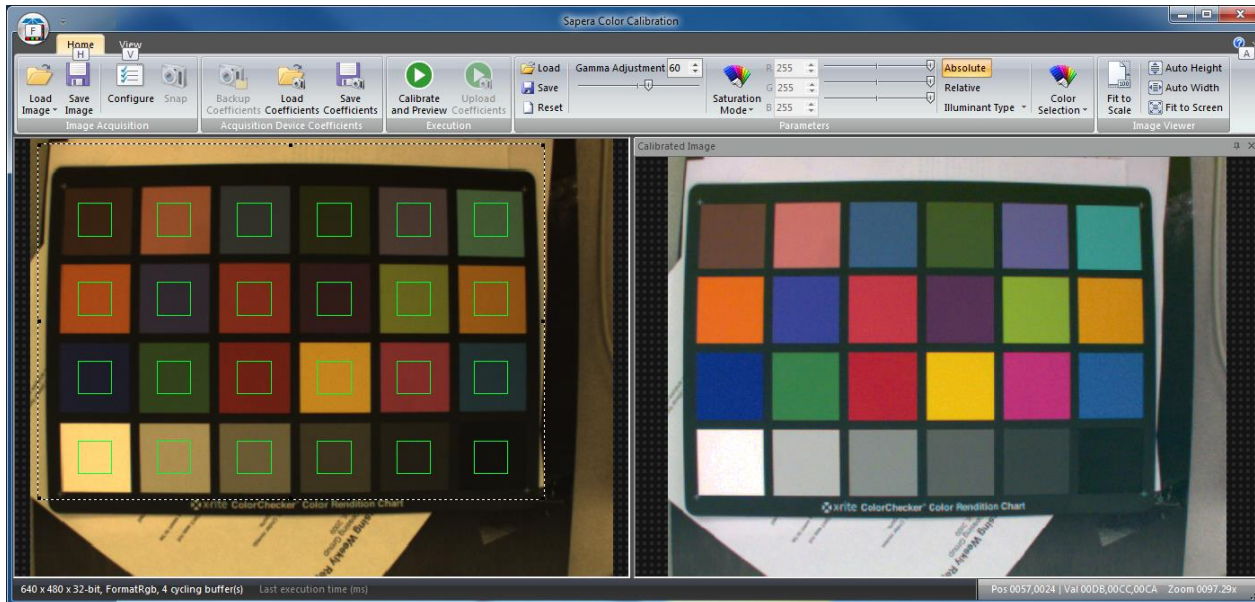 Sapera Color Calibration
F
Home View
H V A
Load Image
Save Image
Configure
Snap
Image Acquisition
Backup Coefficients
Load Coefficients
Save Coefficients
Acquisition Device Coefficients
Calibrate and Preview
Upload Coefficients
Execution
Load
Save
Reset
Gamma Adjustment 60
Saturation Mode
R 255
G 255
B 255
Absolute
Relative
Illuminant Type
Color Selection
Parameters
100
Fit to Scale
Auto Height
Auto Width
Fit to Screen
Image Viewer
Calibrated Image
xrite ColorChecker Color Rendition Chart
xrite ColorChecker Color Rendition Chart
640 x 480 x 32-bit, FormatRgb, 4 cycling buffer(s) Last execution time (ms)
Pos 0057,0024 | Val 00DB,00CC,00CA Zoom 0097.29x